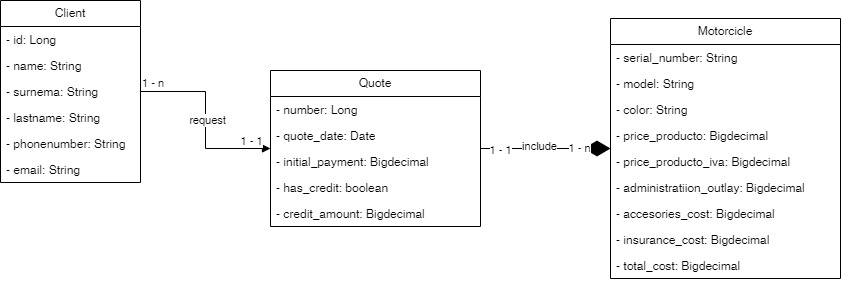 Client
- id: Long
- name: String
- surnema: String
- lastname: String
- phonenumber: String
- email: String
1 - n
request
1 - 1
Quote
- number: Long
- quote_date: Date
- initial_payment: Bigdecimal
- has_credit: boolean
- credit_amount: Bigdecimal
1 - 1
include
1 - n
Motorcicle
- serial_number: String
- model: String
- color: String
- price_producto: Bigdecimal
- price_producto_iva: Bigdecimal
- administratiion_outlay: Bigdecimal
- accesories_cost: Bigdecimal
- insurance_cost: Bigdecimal
- total_cost: Bigdecimal